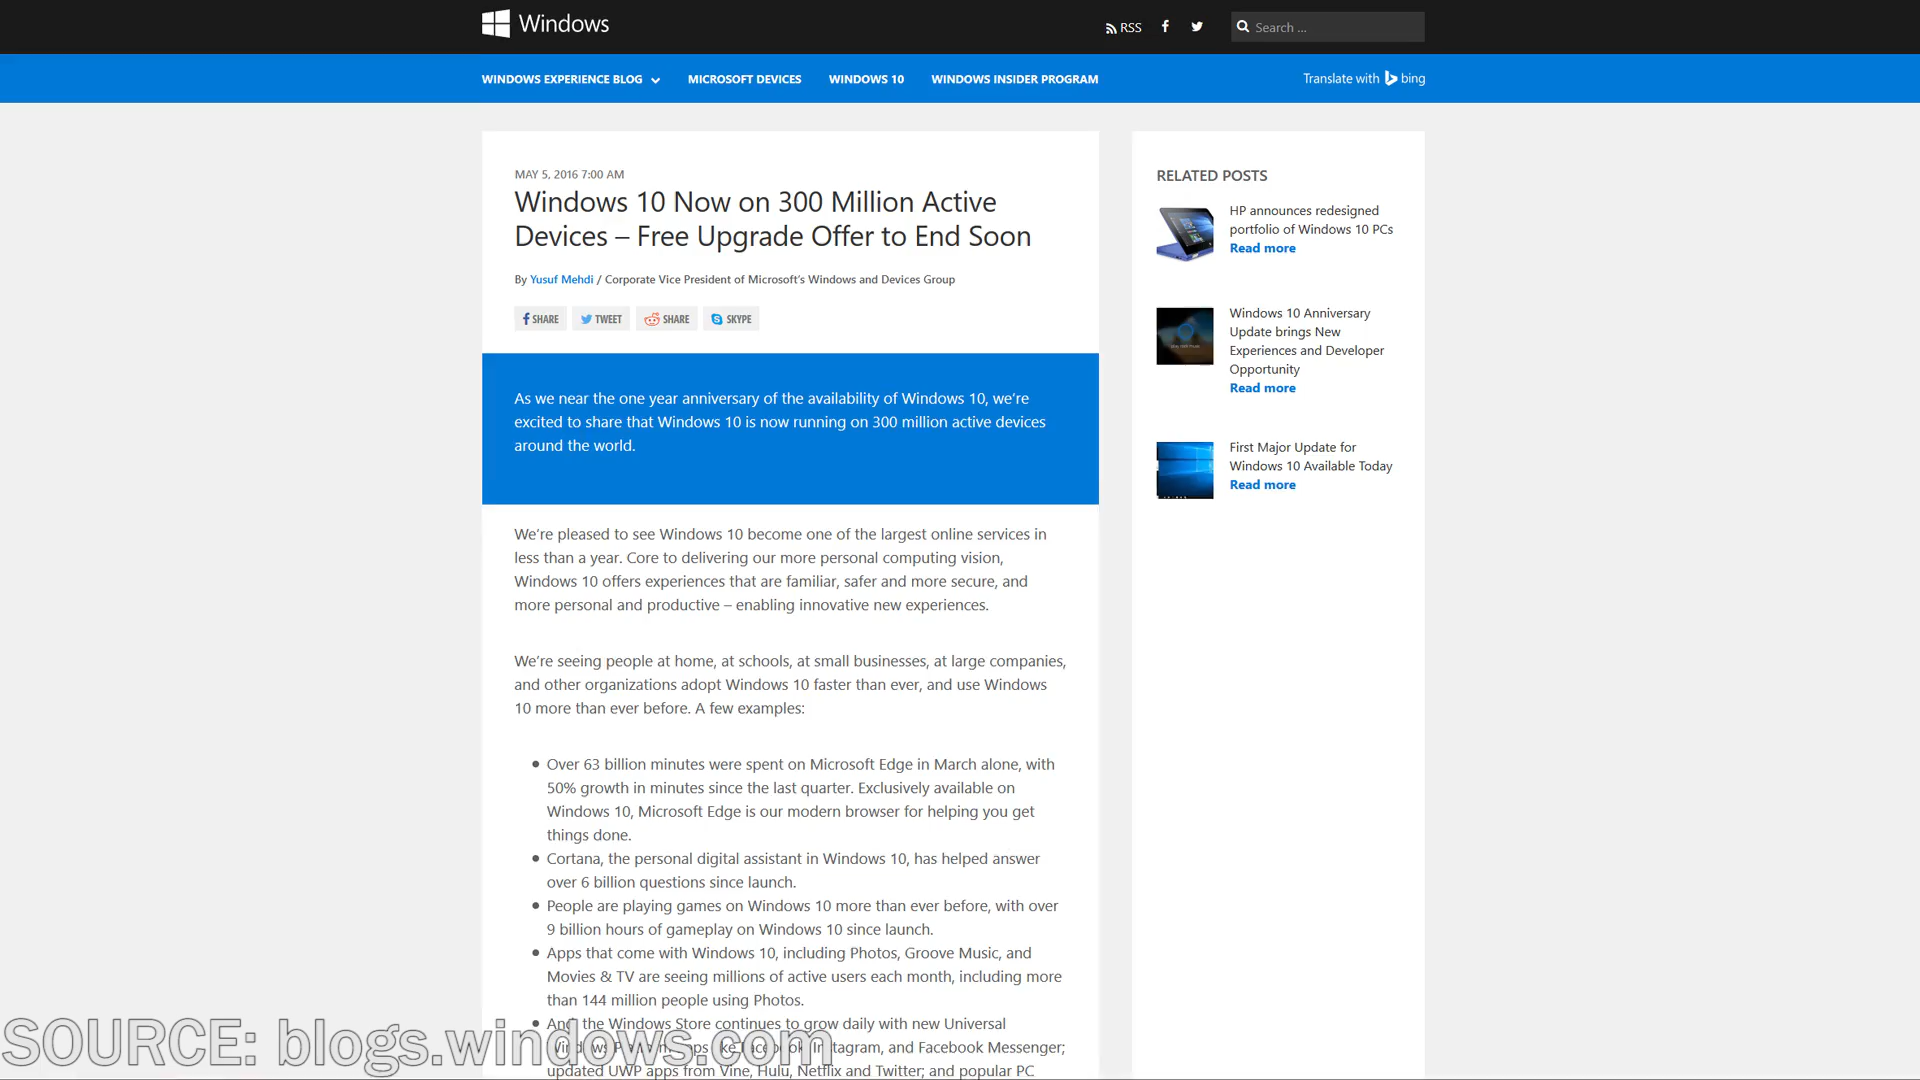 Windows
RSS
Search ...
WINDOWS EXPERIENCE BLOG
MICROSOFT DEVICES
WINDOWS 10
WINDOWS INSIDER PROGRAM
Translate with bing
MAY 5, 2016 7:00 AM
Windows 10 Now on 300 Million Active
Devices – Free Upgrade Offer to End Soon
By Yusuf Mehdi / Corporate Vice President of Microsoft's Windows and Devices Group
SHARE
TWEET
SHARE
SKYPE
As we near the one year anniversary of the availability of Windows 10, we're
excited to share that Windows 10 is now running on 300 million active devices
around the world.
We're pleased to see Windows 10 become one of the largest online services in
less than a year. Core to delivering our more personal computing vision,
Windows 10 offers experiences that are familiar, safer and more secure, and
more personal and productive – enabling innovative new experiences.
We're seeing people at home, at schools, at small businesses, at large companies,
and other organizations adopt Windows 10 faster than ever, and use Windows
10 more than ever before. A few examples:
Over 63 billion minutes were spent on Microsoft Edge in March alone, with
50% growth in minutes since the last quarter. Exclusively available on
Windows 10, Microsoft Edge is our modern browser for helping you get
things done.
Cortana, the personal digital assistant in Windows 10, has helped answer
over 6 billion questions since launch.
People are playing games on Windows 10 more than ever before, with over
9 billion hours of gameplay on Windows 10 since launch.
Apps that come with Windows 10, including Photos, Groove Music, and
Movies & TV are seeing millions of active users each month, including more
than 144 million people using Photos.
And, the Windows Store continues to grow daily with new Universal
Windows Platform apps like Facebook, Instagram, and Facebook Messenger;
updated UWP apps from Vine, Hulu, Netflix and Twitter; and popular PC
RELATED POSTS
HP announces redesigned
portfolio of Windows 10 PCs
Read more
Windows 10 Anniversary
Update brings New
Experiences and Developer
Opportunity
Read more
First Major Update for
Windows 10 Available Today
Read more
SOURCE: blogs.windows.com